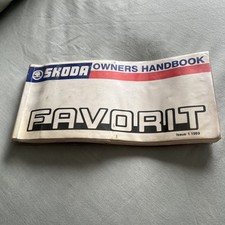 SKODA OWNERS HANDBOOK
FAVORIT
Issue 1 1989